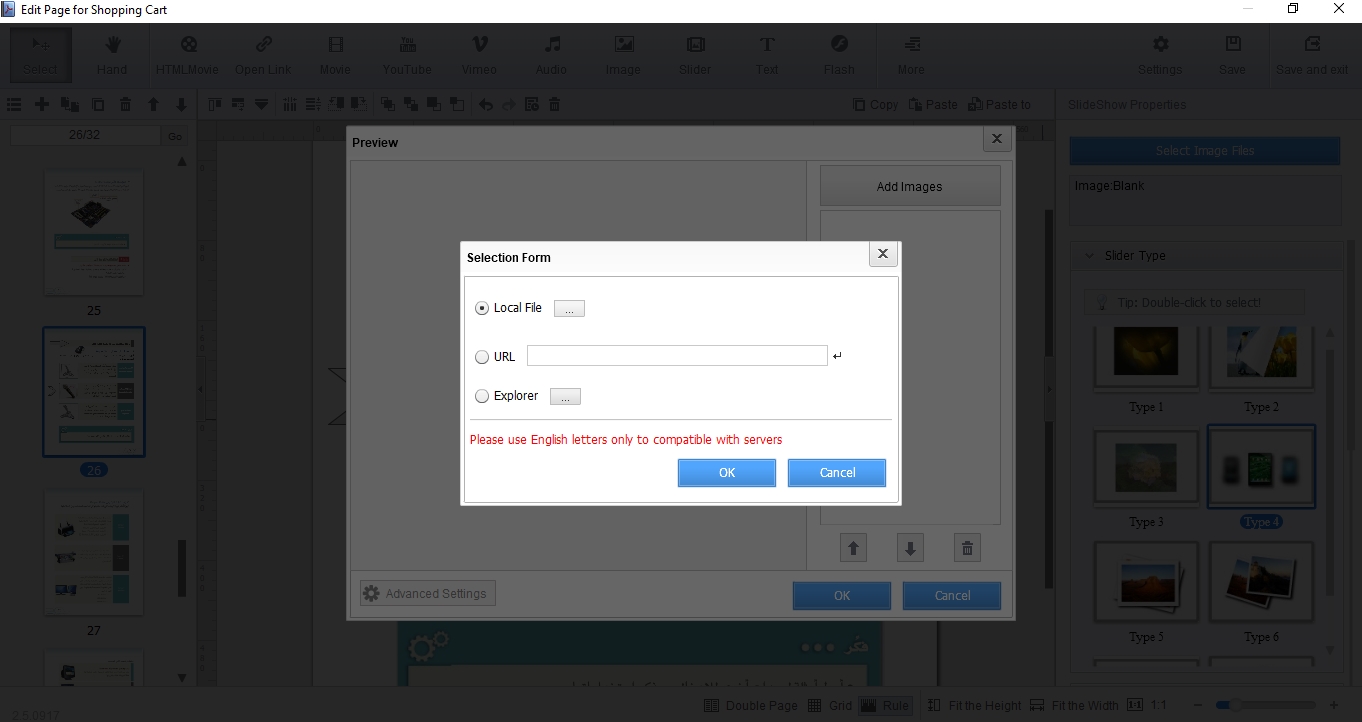 Edit Page for Shopping Cart
Select Hand HTMLMovie Open Link Movie YouTube Vimeo Audio Image Slider Text Flash More Settings Save Save and exit
Copy Paste Paste to SlideShow Properties
26/32 Go
Preview
Select Image Files
Add Images
Image:Blank
Selection Form
Slider Type
Local File ...
Tip: Double-click to select!
25
URL
Explorer ...
Type 1 Type 2
Please use English letters only to compatible with servers
OK Cancel
26
Type 3 Type 4
Advanced Settings OK Cancel
27
Type 5 Type 6
فكّر
Double Page Grid Rule Fit the Height Fit the Width 1:1 1:1
2.5.0917